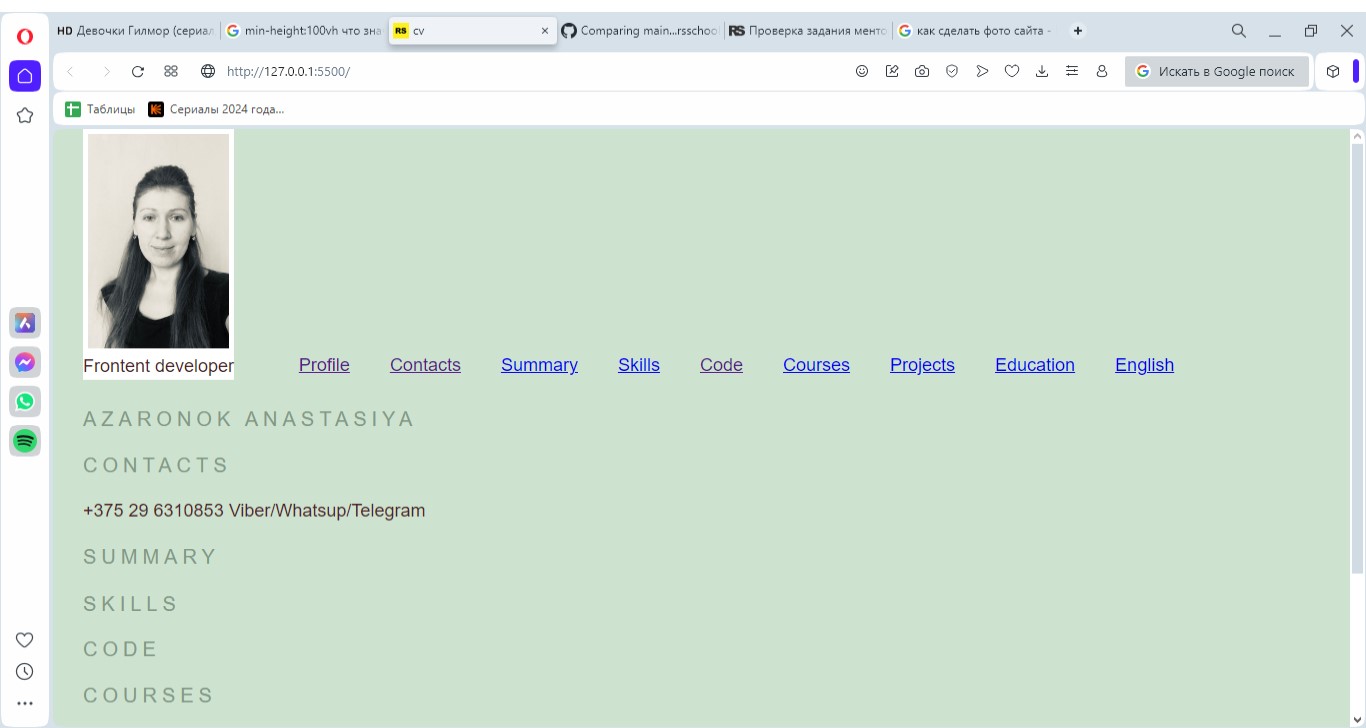 HD Девочки Гилмор (сериал
min-height:100vh что зна
RS cv
Comparing main...rsschool
RS Проверка задания менто
как сделать фото сайта -
http://127.0.0.1:5500/
Искать в Google поиск
Таблицы
Сериалы 2024 года...
Frontent developer
Profile Contacts Summary Skills Code Courses Projects Education English
AZARONOK ANASTASIYA
CONTACTS
+375 29 6310853 Viber/Whatsup/Telegram
SUMMARY
SKILLS
CODE
COURSES